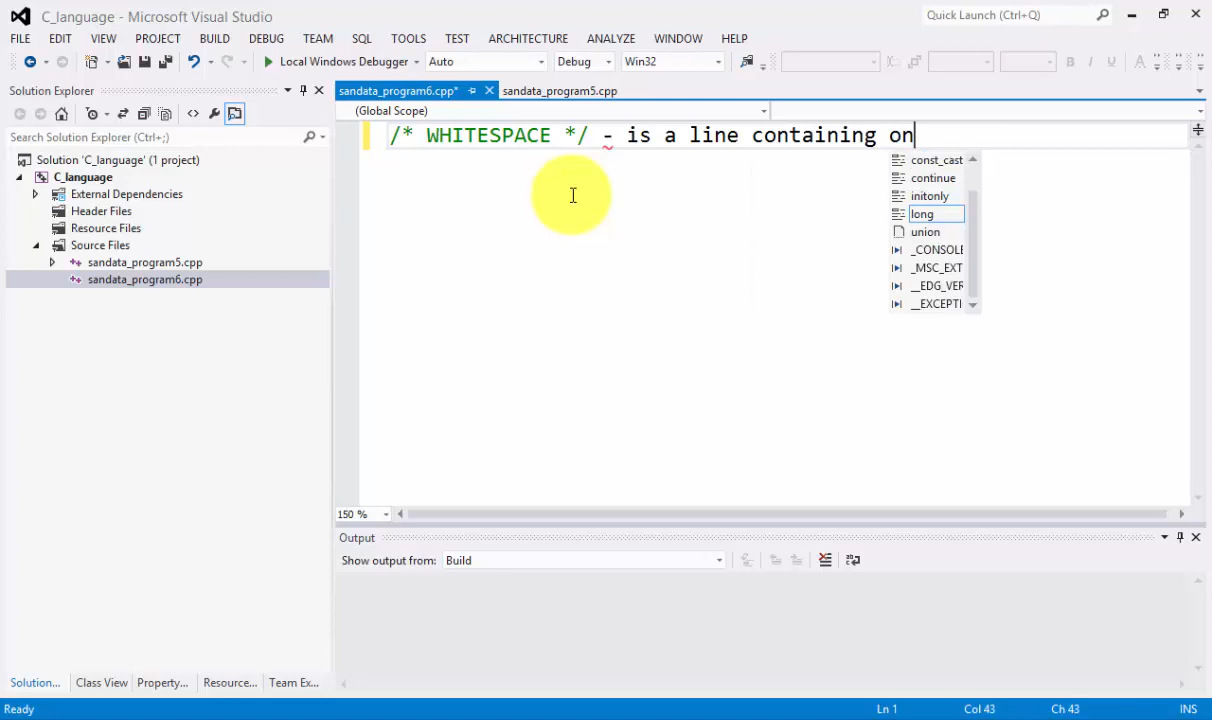 C_language - Microsoft Visual Studio
Quick Launch (Ctrl+Q)
FILE EDIT VIEW PROJECT BUILD DEBUG TEAM SQL TOOLS TEST ARCHITECTURE ANALYZE WINDOW HELP
Local Windows Debugger Auto Debug Win32 B I U A
Solution Explorer
sandata_program6.cpp* sandata_program5.cpp
(Global Scope)
Search Solution Explorer (Ctrl+;)
/* WHITESPACE */ - is a line containing on
Solution 'C_language' (1 project)
C_language
External Dependencies
Header Files
Resource Files
Source Files
sandata_program5.cpp
sandata_program6.cpp
const_cast
continue
initonly
long
union
_CONSOLE
_MSC_EXT
__EDG_VER
__EXCEPTI
150 %
Output
Show output from: Build
Solution... Class View Property... Resource... Team Ex...
Ready Ln 1 Col 43 Ch 43 INS